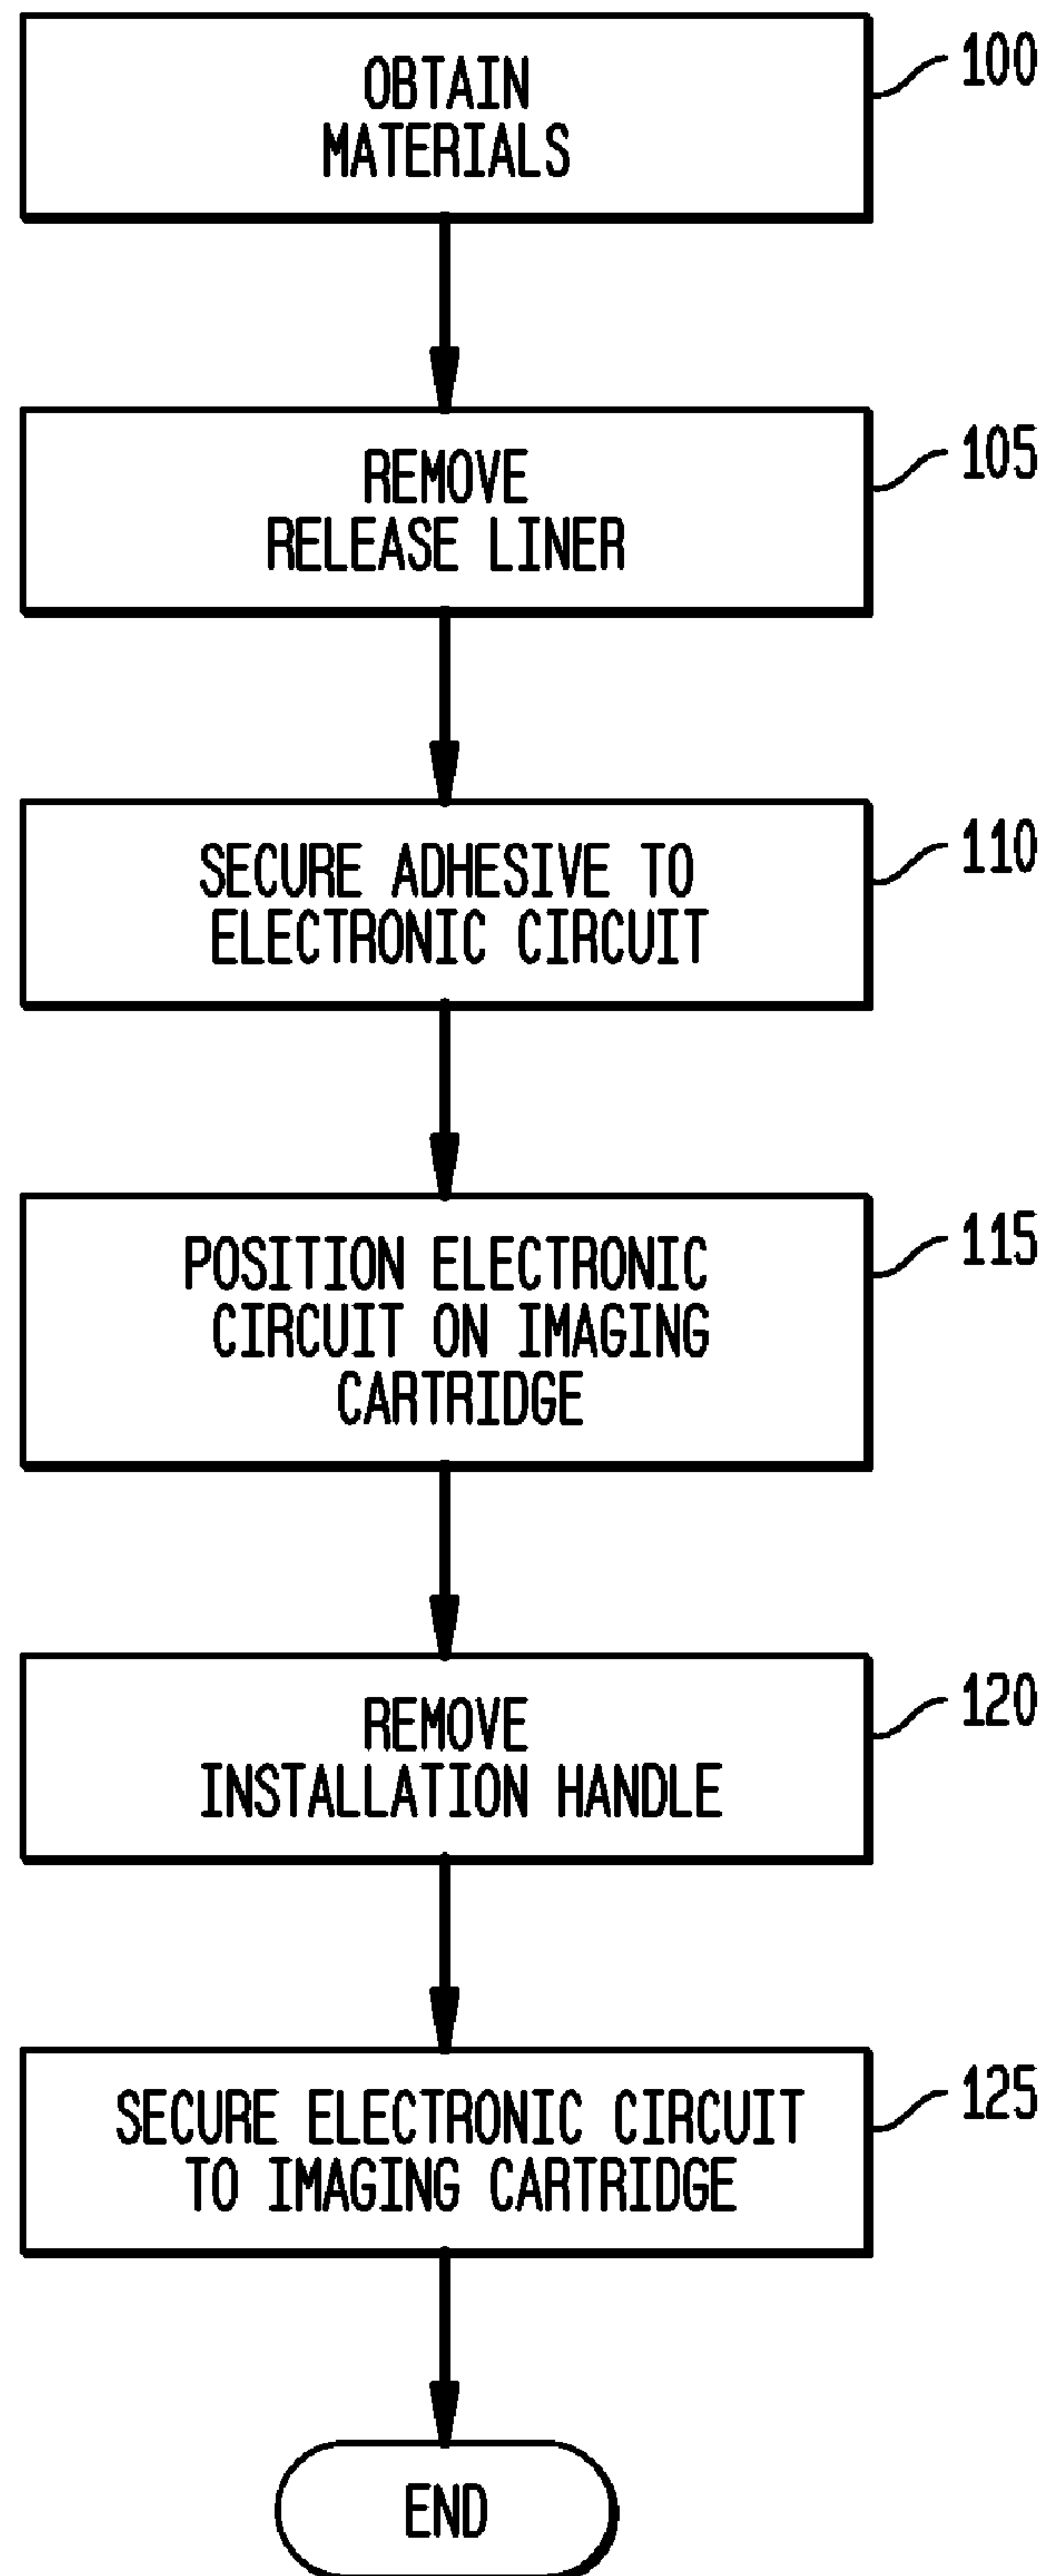 OBTAIN
MATERIALS
100
REMOVE
RELEASE LINER
105
SECURE ADHESIVE TO
ELECTRONIC CIRCUIT
110
POSITION ELECTRONIC
CIRCUIT ON IMAGING
CARTRIDGE
115
REMOVE
INSTALLATION HANDLE
120
SECURE ELECTRONIC CIRCUIT
TO IMAGING CARTRIDGE
125
END